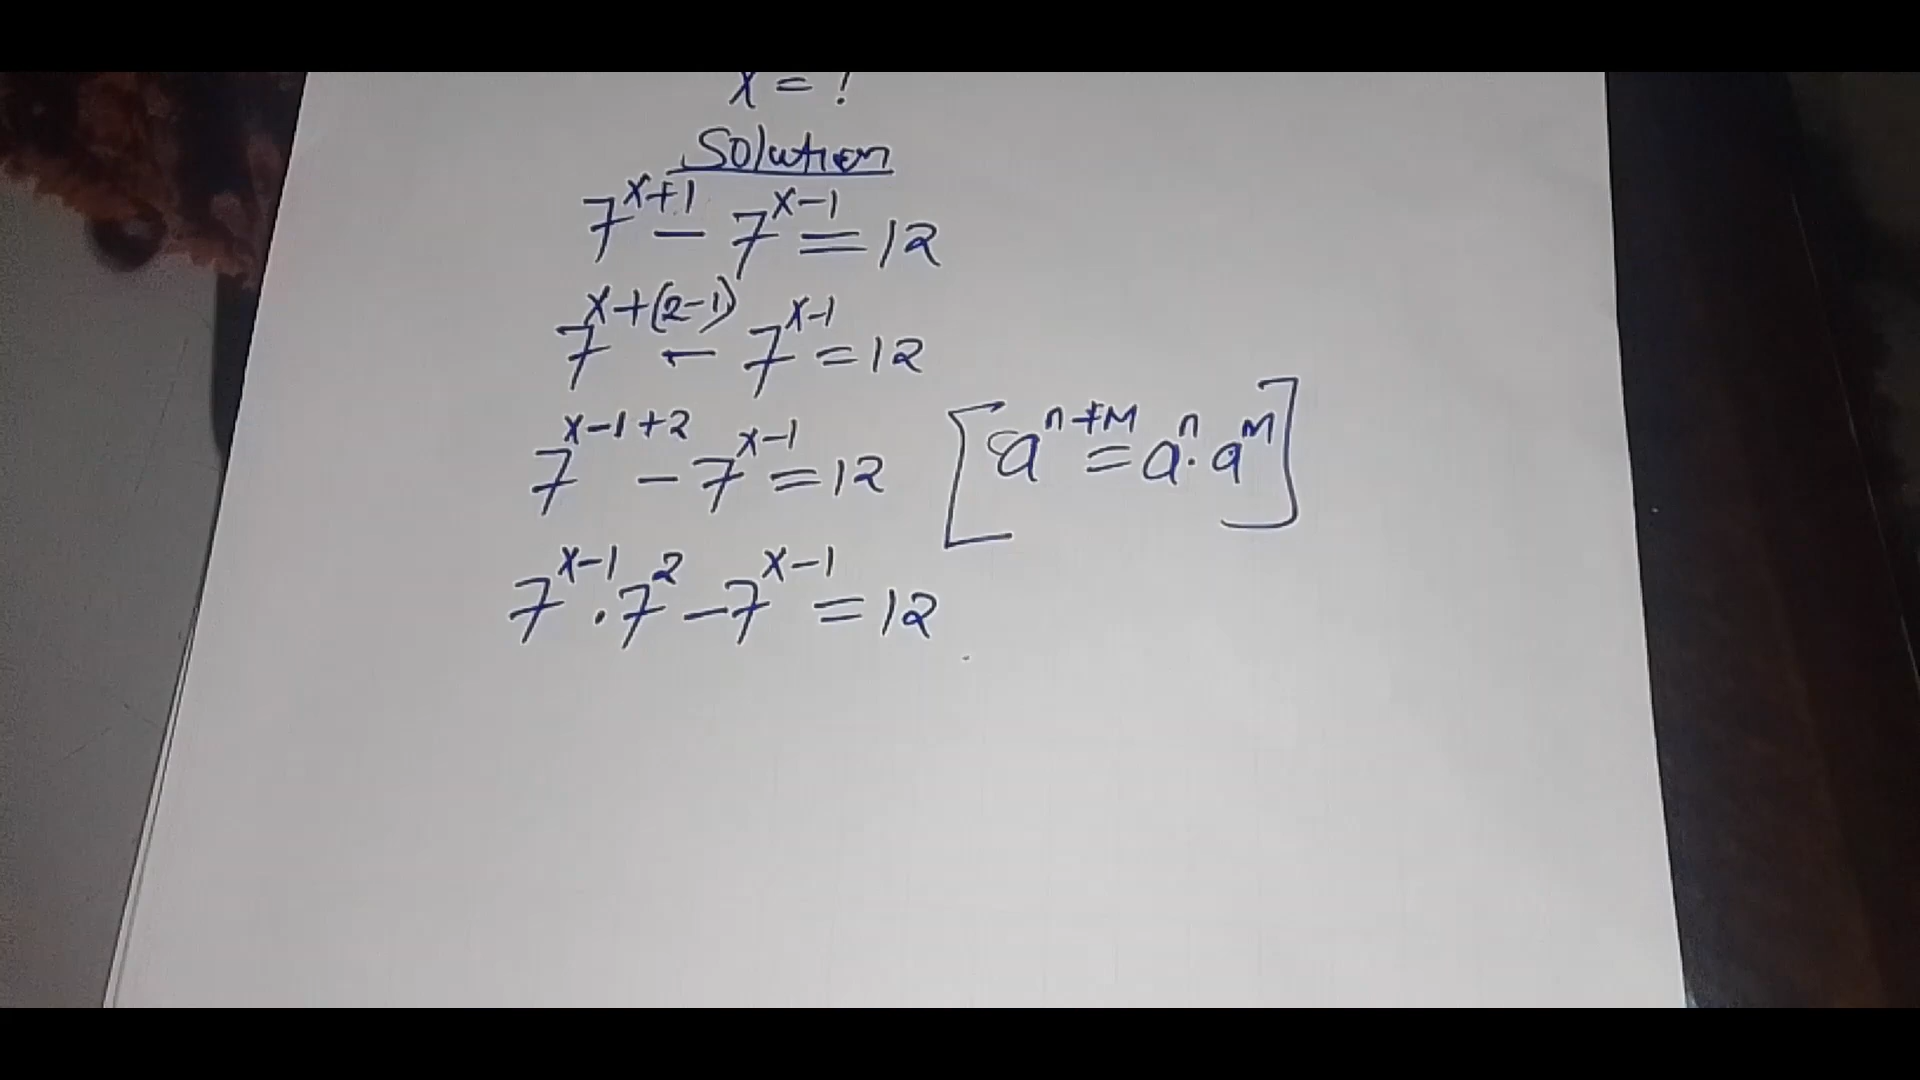 x = ?
Solution
7^{x+1} - 7^{x-1} = 12
7^{x+(2-1)} - 7^{x-1} = 12
7^{x-1+2} - 7^{x-1} = 12 [a^{n+M} = a^n · a^M]
7^{x-1} · 7^2 - 7^{x-1} = 12